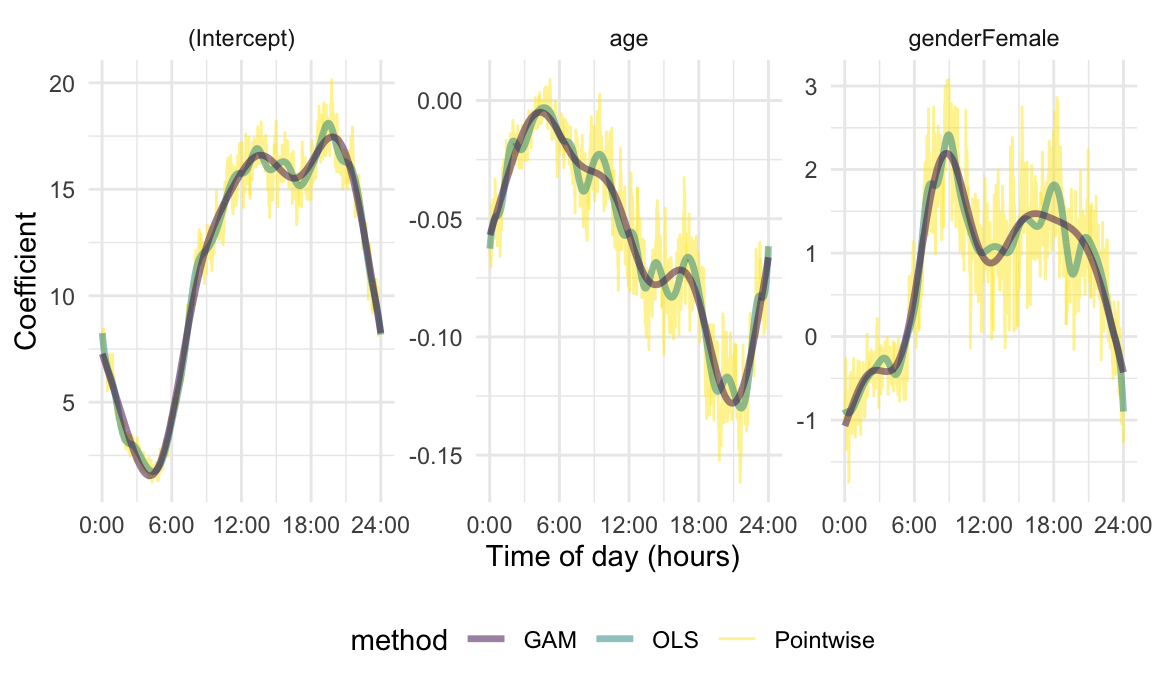 (Intercept) age genderFemale
20
15
10
5
0.00
-0.05
-0.10
-0.15
3
2
1
0
-1
Coefficient
0:00 6:00 12:00 18:00 24:00 0:00 6:00 12:00 18:00 24:00 0:00 6:00 12:00 18:00 24:00
Time of day (hours)
method GAM OLS Pointwise